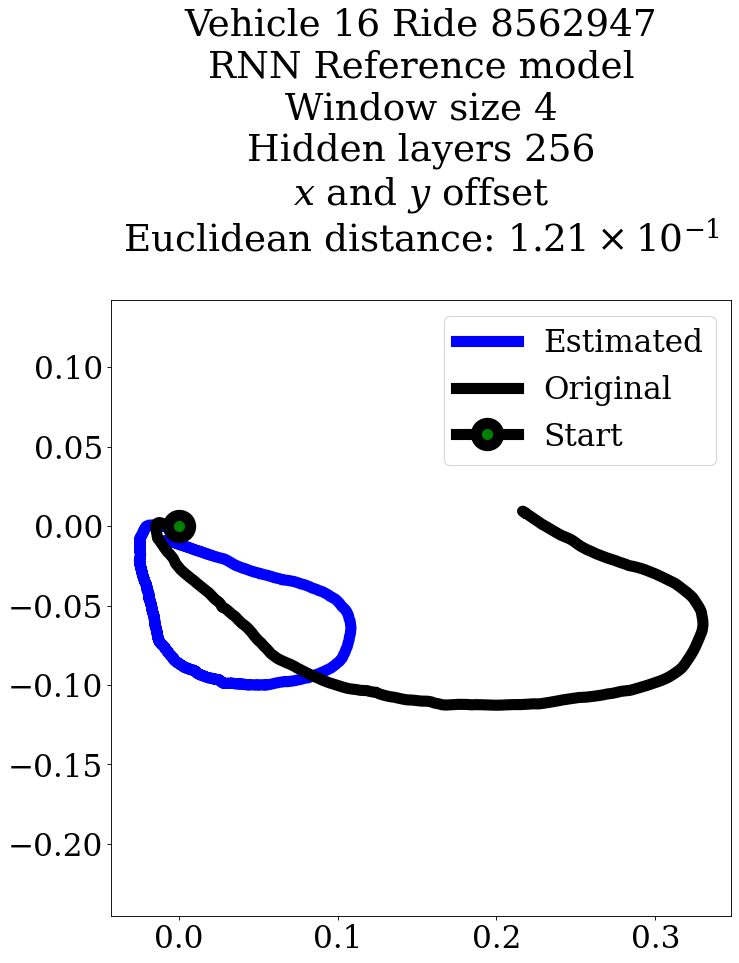 Vehicle 16 Ride 8562947
RNN Reference model
Window size 4
Hidden layers 256
x and y offset
Euclidean distance: 1.21 × 10⁻¹
Estimated
Original
Start
0.10
0.05
0.00
−0.05
−0.10
−0.15
−0.20
0.0 0.1 0.2 0.3